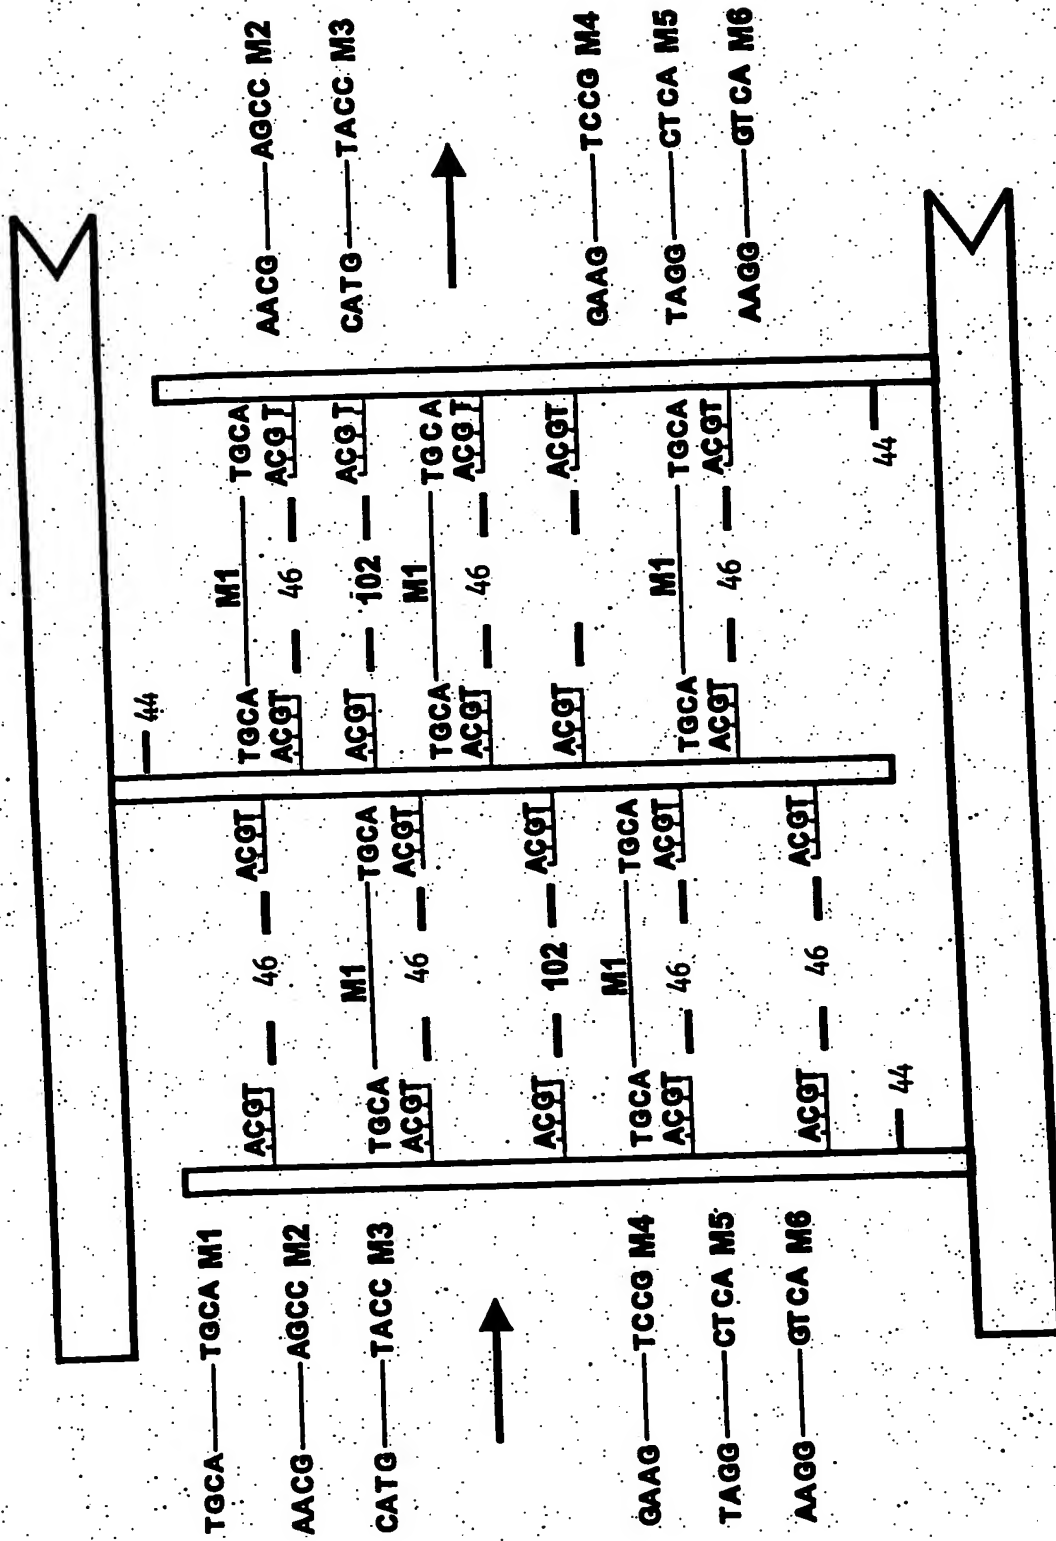 TGCA——TGCA M1
AACG——AGCC M2
CATG——TACC M3
GAAG——TCCG M4
TAGG——CTCA M5
AAGG——GTCA M6
ACGT — 46 — ACGT
M1
TGCA——TGCA
ACGT — 46 — ACGT
ACGT — 102 — ACGT
M1
TGCA——TGCA
ACGT — 46 — ACGT
ACGT — 46 — ACGT
44
44
M1
TGCA——TGCA
ACGT — 46 — ACGT
ACGT — 102 — ACGT
M1
TGCA——TGCA
ACGT — 46 — ACGT
ACGT — — ACGT
M1
TGCA——TGCA
ACGT — 46 — ACGT
44
AACG——AGCC M2
CATG——TACC M3
GAAG——TCCG M4
TAGG——CTCA M5
AAGG——GTCA M6